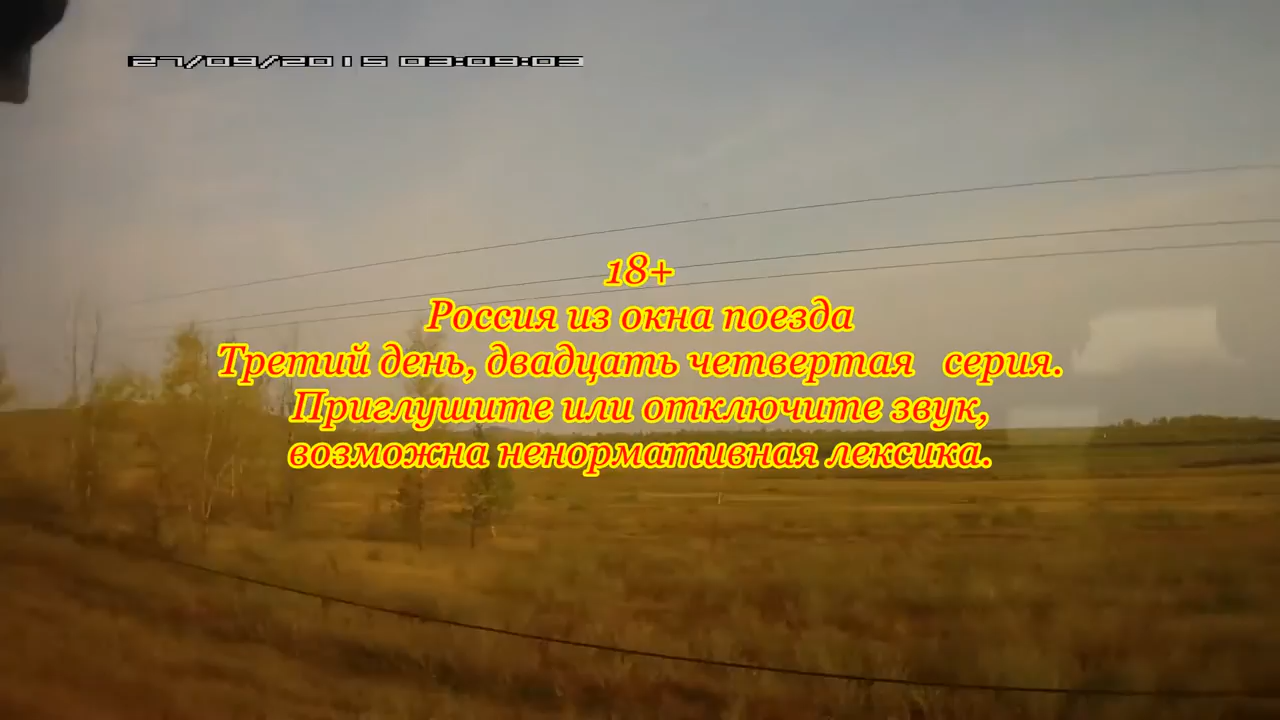 27/09/2015 03:09:03
18+
Россия из окна поезда
Третий день, двадцать четвертая серия.
Приглушите или отключите звук,
возможна ненормативная лексика.